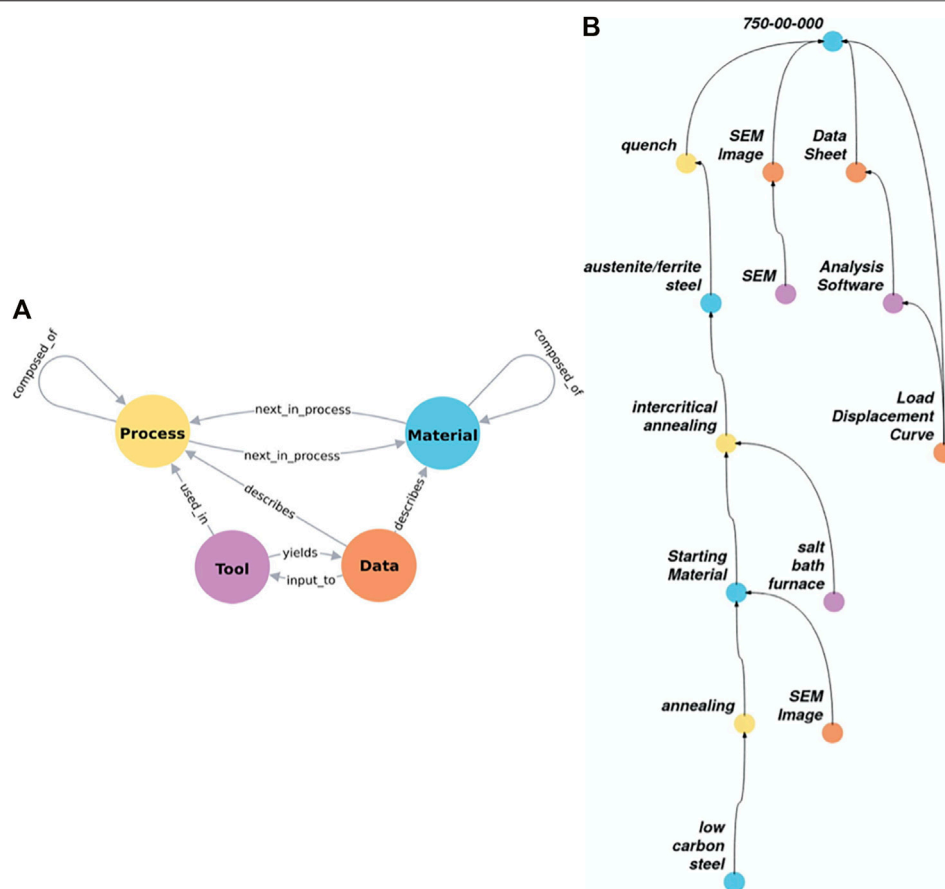 A
composed_of
composed_of
next_in_process
Process
Material
next_in_process
describes
used_in
describes
yields
Tool
Data
input_to
B
750-00-000
quench
SEM
Image
Data
Sheet
austenite/ferrite
steel
SEM
Analysis
Software
intercritical
annealing
Load
Displacement
Curve
Starting
Material
salt
bath
furnace
annealing
SEM
Image
low
carbon
steel